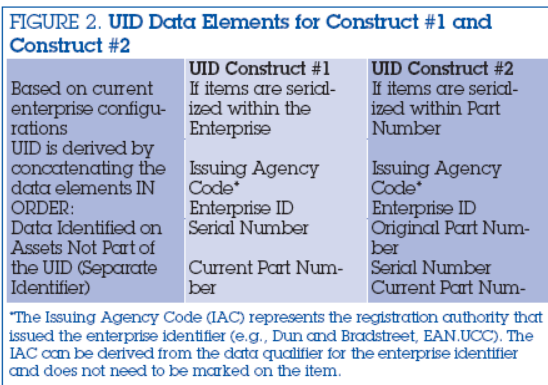 FIGURE 2. UID Data Elements for Construct #1 and
Construct #2
UID Construct #1
UID Construct #2
Based on current
If items are serial-
If items are serial-
enterprise configu-
ized within the
ized within Part
rations
Enterprise
Number
UID is derived by
concatenating the
Issuing Agency
Issuing Agency
data elements IN
Code*
Code*
ORDER:
Enterprise ID
Enterprise ID
Data Identified on
Serial Number
Original Part Num-
Assets Not Part of
ber
the UID (Separate
Current Part Num-
Serial Number
Identifier)
ber
Current Part Num-
*The Issuing Agency Code (IAC) represents the registration authority that
issued the enterprise identifier (e.g., Dun and Bradstreet, EAN.UCC). The
IAC can be derived from the data qualifier for the enterprise identifier
and does not need to be marked on the item.